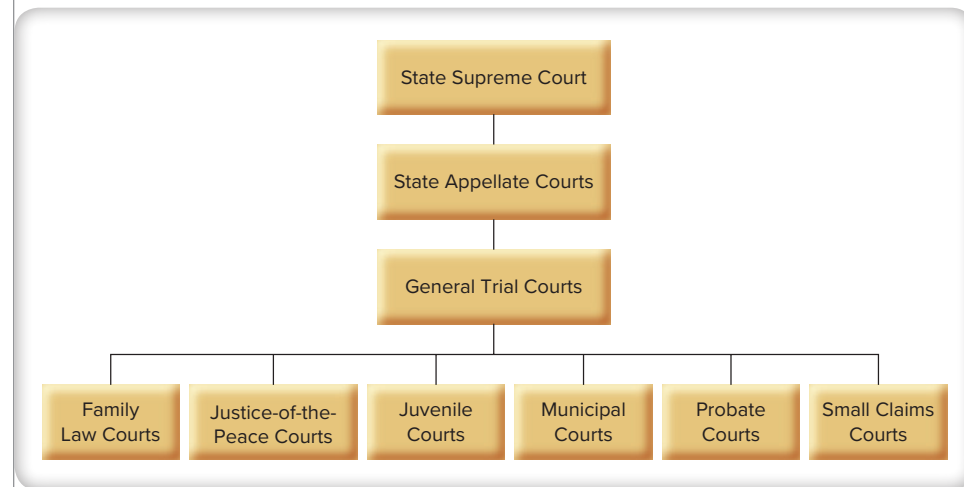 State Supreme Court
State Appellate Courts
General Trial Courts
Family
Law Courts
Justice-of-the-
Peace Courts
Juvenile
Courts
Municipal
Courts
Probate
Courts
Small Claims
Courts